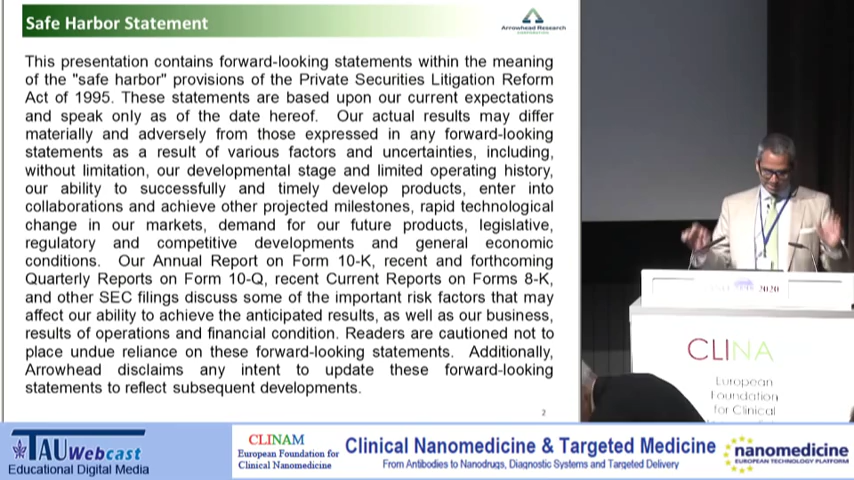 Safe Harbor Statement
Arrowhead Research
This presentation contains forward-looking statements within the meaning
of the "safe harbor" provisions of the Private Securities Litigation Reform
Act of 1995. These statements are based upon our current expectations
and speak only as of the date hereof. Our actual results may differ
materially and adversely from those expressed in any forward-looking
statements as a result of various factors and uncertainties, including,
without limitation, our developmental stage and limited operating history,
our ability to successfully and timely develop products, enter into
collaborations and achieve other projected milestones, rapid technological
change in our markets, demand for our future products, legislative,
regulatory and competitive developments and general economic
conditions. Our Annual Report on Form 10-K, recent and forthcoming
Quarterly Reports on Form 10-Q, recent Current Reports on Forms 8-K,
and other SEC filings discuss some of the important risk factors that may
affect our ability to achieve the anticipated results, as well as our business,
results of operations and financial condition. Readers are cautioned not to
place undue reliance on these forward-looking statements. Additionally,
Arrowhead disclaims any intent to update these forward-looking
statements to reflect subsequent developments.
2
2020
CLINA
European
Foundation
for Clinical
TAU Webcast
Educational Digital Media
CLINAM
European Foundation for
Clinical Nanomedicine
Clinical Nanomedicine & Targeted Medicine
From Antibodies to Nanodrugs, Diagnostic Systems and Targeted Delivery
nanomedicine
EUROPEAN TECHNOLOGY PLATFORM